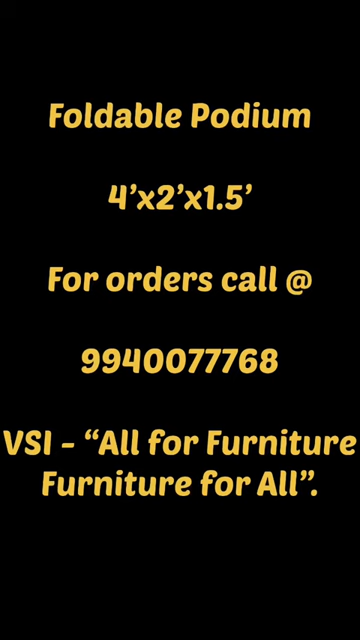 Foldable Podium
4’x2’x1.5’
For orders call @
9940077768
VSI - “All for Furniture
Furniture for All”.